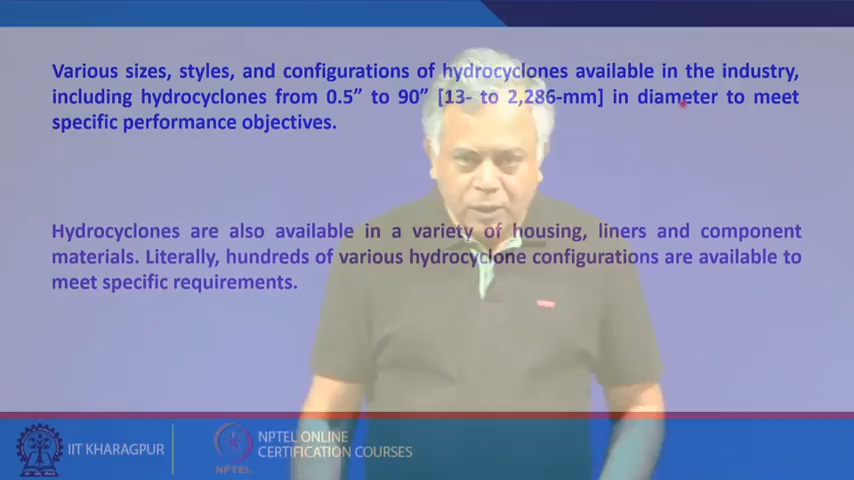 Various sizes, styles, and configurations of hydrocyclones available in the industry,
including hydrocyclones from 0.5” to 90” [13- to 2,286-mm] in diameter to meet
specific performance objectives.
Hydrocyclones are also available in a variety of housing, liners and component
materials. Literally, hundreds of various hydrocyclone configurations are available to
meet specific requirements.
IIT KHARAGPUR
NPTEL
NPTEL ONLINE
CERTIFICATION COURSES